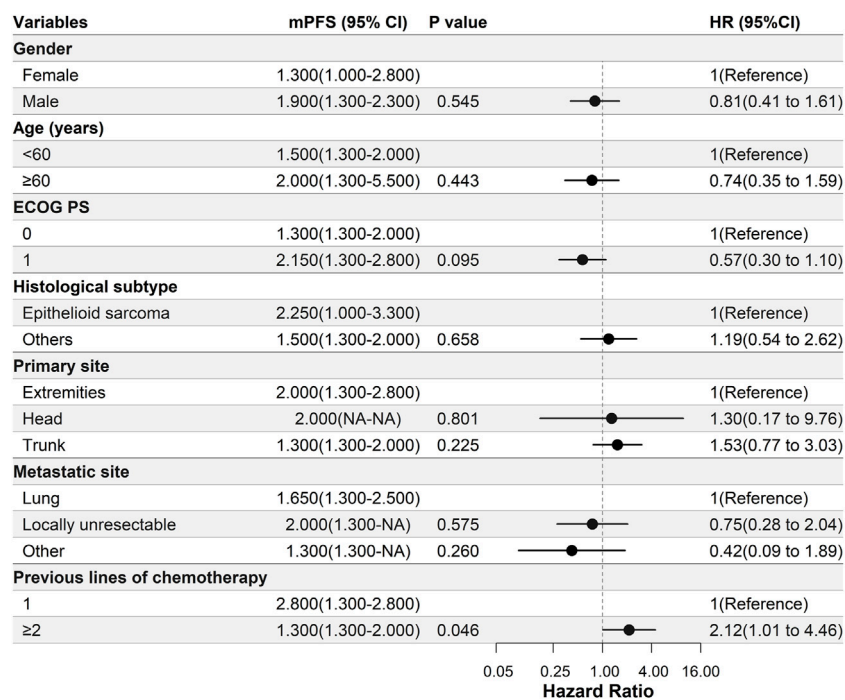 Variables mPFS (95% CI) P value HR (95%CI)
Gender
Female 1.300(1.000-2.800) 1(Reference)
Male 1.900(1.300-2.300) 0.545 0.81(0.41 to 1.61)
Age (years)
<60 1.500(1.300-2.000) 1(Reference)
≥60 2.000(1.300-5.500) 0.443 0.74(0.35 to 1.59)
ECOG PS
0 1.300(1.300-2.000) 1(Reference)
1 2.150(1.300-2.800) 0.095 0.57(0.30 to 1.10)
Histological subtype
Epithelioid sarcoma 2.250(1.000-3.300) 1(Reference)
Others 1.500(1.300-2.000) 0.658 1.19(0.54 to 2.62)
Primary site
Extremities 2.000(1.300-2.800) 1(Reference)
Head 2.000(NA-NA) 0.801 1.30(0.17 to 9.76)
Trunk 1.300(1.300-2.000) 0.225 1.53(0.77 to 3.03)
Metastatic site
Lung 1.650(1.300-2.500) 1(Reference)
Locally unresectable 2.000(1.300-NA) 0.575 0.75(0.28 to 2.04)
Other 1.300(1.300-NA) 0.260 0.42(0.09 to 1.89)
Previous lines of chemotherapy
1 2.800(1.300-2.800) 1(Reference)
≥2 1.300(1.300-2.000) 0.046 2.12(1.01 to 4.46)
0.05 0.25 1.00 4.00 16.00
Hazard Ratio